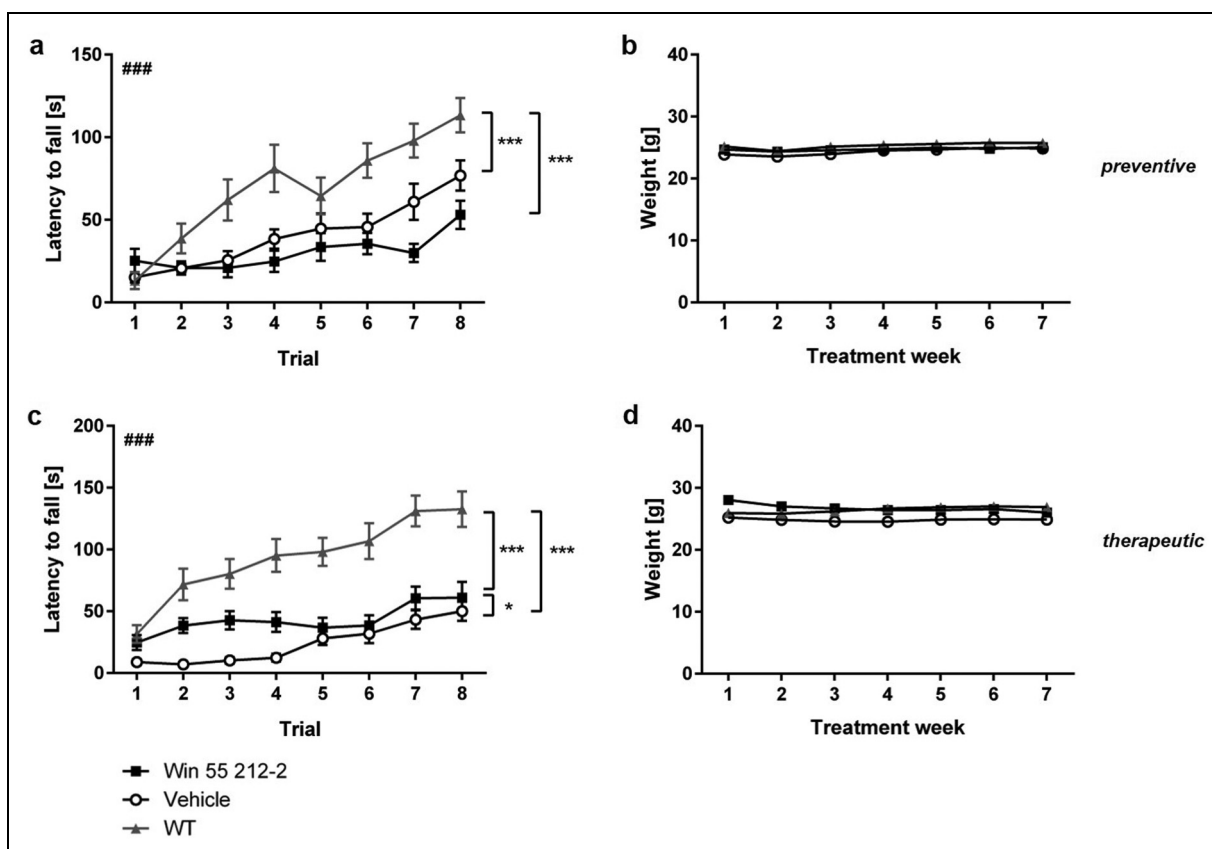 a
###
***
***
150
100
50
0
Latency to fall [s]
1 2 3 4 5 6 7 8
Trial
b
40
30
20
10
0
Weight [g]
1 2 3 4 5 6 7
Treatment week
preventive
c
###
***
***
*
200
150
100
50
0
Latency to fall [s]
1 2 3 4 5 6 7 8
Trial
d
40
30
20
10
0
Weight [g]
1 2 3 4 5 6 7
Treatment week
therapeutic
Win 55 212-2
Vehicle
WT